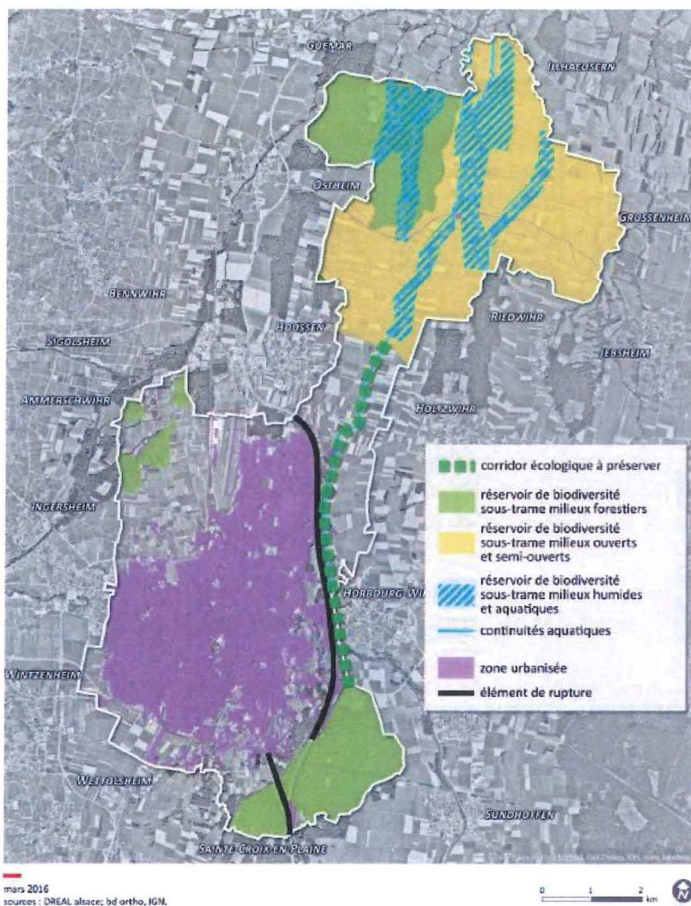 GUEMAR
ILLHAEUSERN
OSTHEIM
GRUSSENHEIM
BENNWIHR
RIEDWIHR
HOUSSEN
SIGOLSHEIM
JEBSHEIM
AMMERSCHWIHR
HOLTZWIHR
corridor écologique à préserver
réservoir de biodiversité
sous-trame milieux forestiers
INGERSHEIM
réservoir de biodiversité
sous-trame milieux ouverts
et semi-ouverts
réservoir de biodiversité
sous-trame milieux humides
et aquatiques
HORBOURG WI
continuités aquatiques
zone urbanisée
WINTZENHEIM
élément de rupture
WETTOLSHEIM
SUNDHOFFEN
SAINTE CROIX EN PLAINE
mars 2016
sources : DREAL alsace; bd ortho, IGN.
0 1 2
km
N